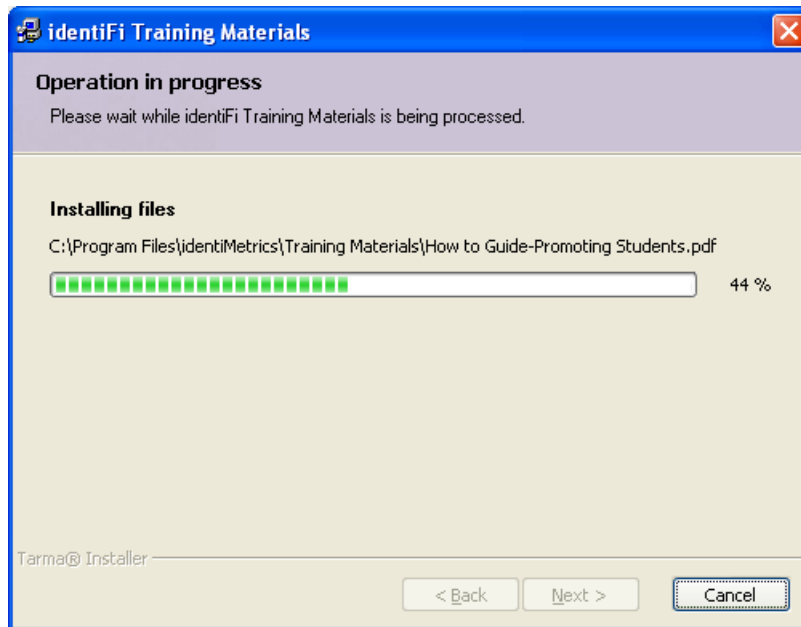 identiFi Training Materials
Operation in progress
Please wait while identiFi Training Materials is being processed.
Installing files
C:\Program Files\identiMetrics\Training Materials\How to Guide-Promoting Students.pdf
44 %
Tarma® Installer
< Back Next > Cancel